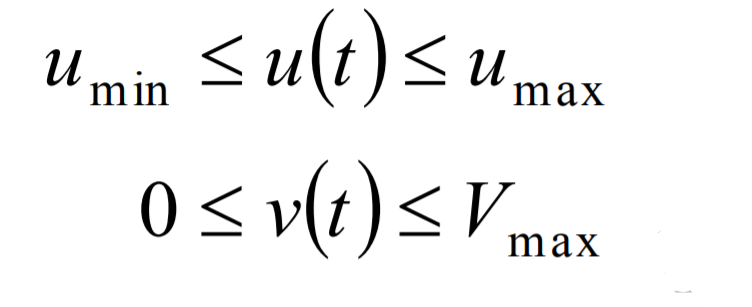 u_min ≤ u(t) ≤ u_max
0 ≤ v(t) ≤ V_max